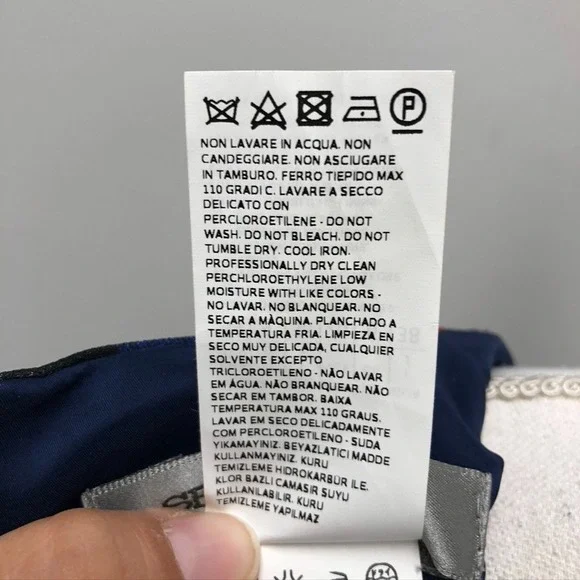 P
NON LAVARE IN ACQUA. NON
CANDEGGIARE. NON ASCIUGARE
IN TAMBURO. FERRO TIEPIDO MAX
110 GRADI C. LAVARE A SECCO
DELICATO CON
PERCLOROETILENE - DO NOT
WASH. DO NOT BLEACH. DO NOT
TUMBLE DRY. COOL IRON.
PROFESSIONALLY DRY CLEAN
PERCHLOROETHYLENE LOW
MOISTURE WITH LIKE COLORS -
NO LAVAR. NO BLANQUEAR. NO
SECAR A MÀQUINA. PLANCHADO A
TEMPERATURA FRIA. LIMPIEZA EN
SECO MUY DELICADA, CUALQUIER
SOLVENTE EXCEPTO
TRICLOROETILENO - NÃO LAVAR
EM ÁGUA. NÃO BRANQUEAR. NÃO
SECAR EM TAMBOR. BAIXA
TEMPERATURA MAX 110 GRAUS.
LAVAR EM SECO DELICADAMENTE
COM PERCLOROETILENO - SUDA
YIKAMAYINIZ. BEYAZLATICI MADDE
KULLANMAYINIZ. KURU
TEMIZLEME HIDROKARBÜR ILE.
KLOR BAZLI CAMASIR SUYU
KULLANILABILIR. KURU
TEMIZLEME YAPILMAZ